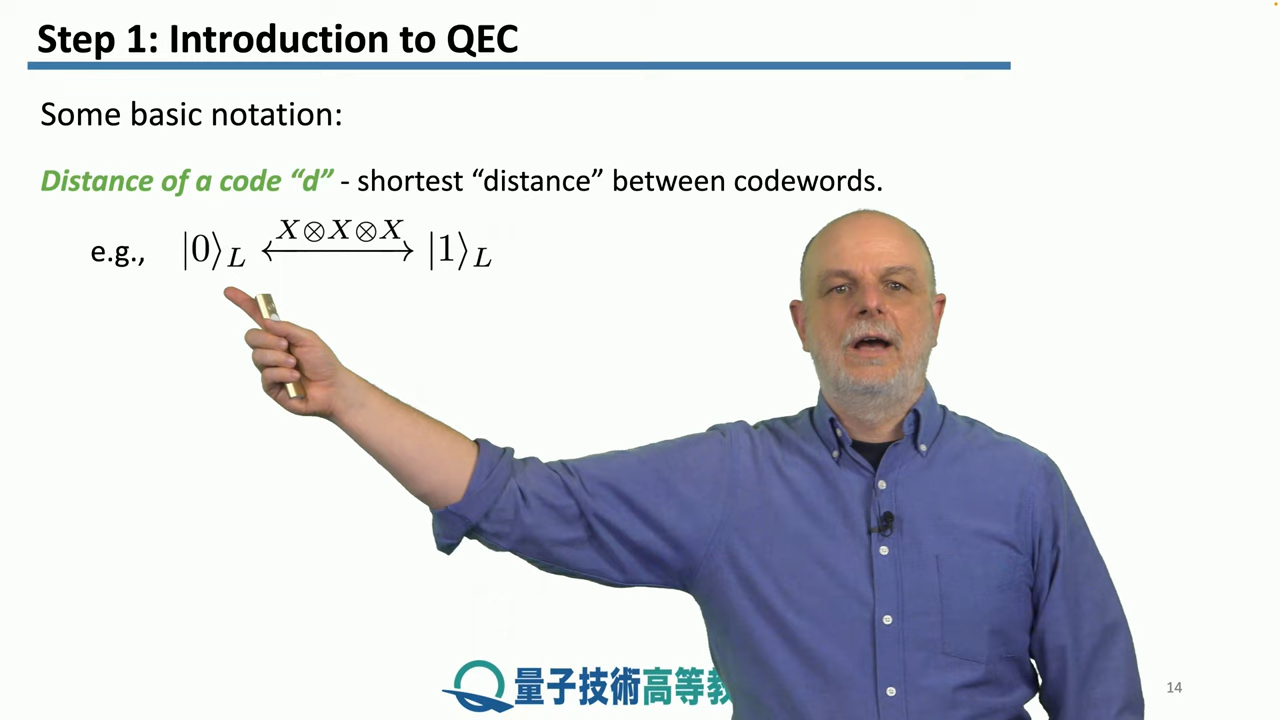 Step 1: Introduction to QEC
Some basic notation:
Distance of a code “d” - shortest “distance” between codewords.
e.g., |0⟩_L ⟷^{X⊗X⊗X} |1⟩_L
量子技術高等教
14